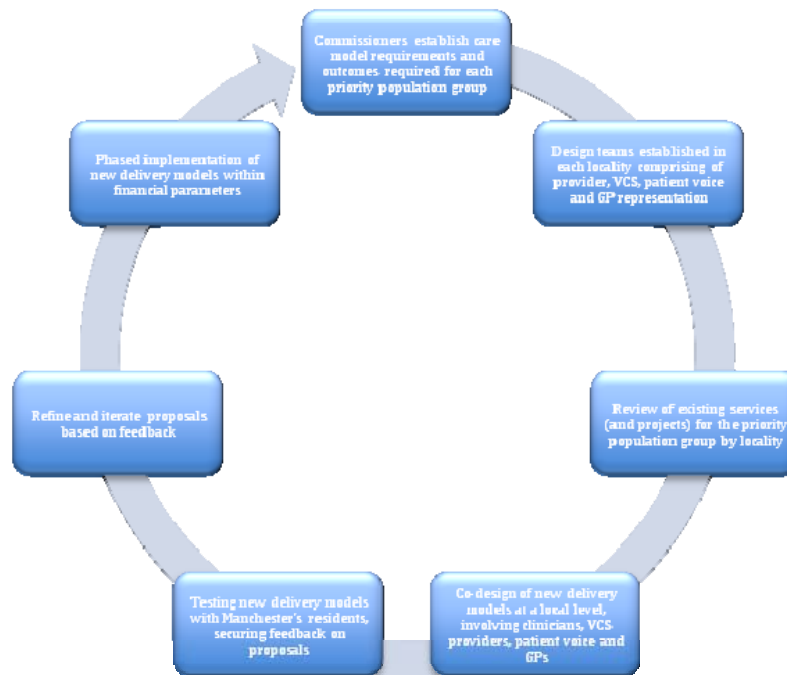 Commissioners establish care
model requirements and
outcomes required for each
priority population group
Design teams established in
each locality comprising of
provider, VCS, patient voice
and GP representation
Review of existing services
(and projects) for the priority
population group by locality
Co-design of new delivery
models at a local level,
involving clinicians, VCS
providers, patient voice and
GPs
Testing new delivery models
with Manchester's residents,
securing feedback on
proposals
Refine and iterate proposals
based on feedback
Phased implementation of
new delivery models within
financial parameters